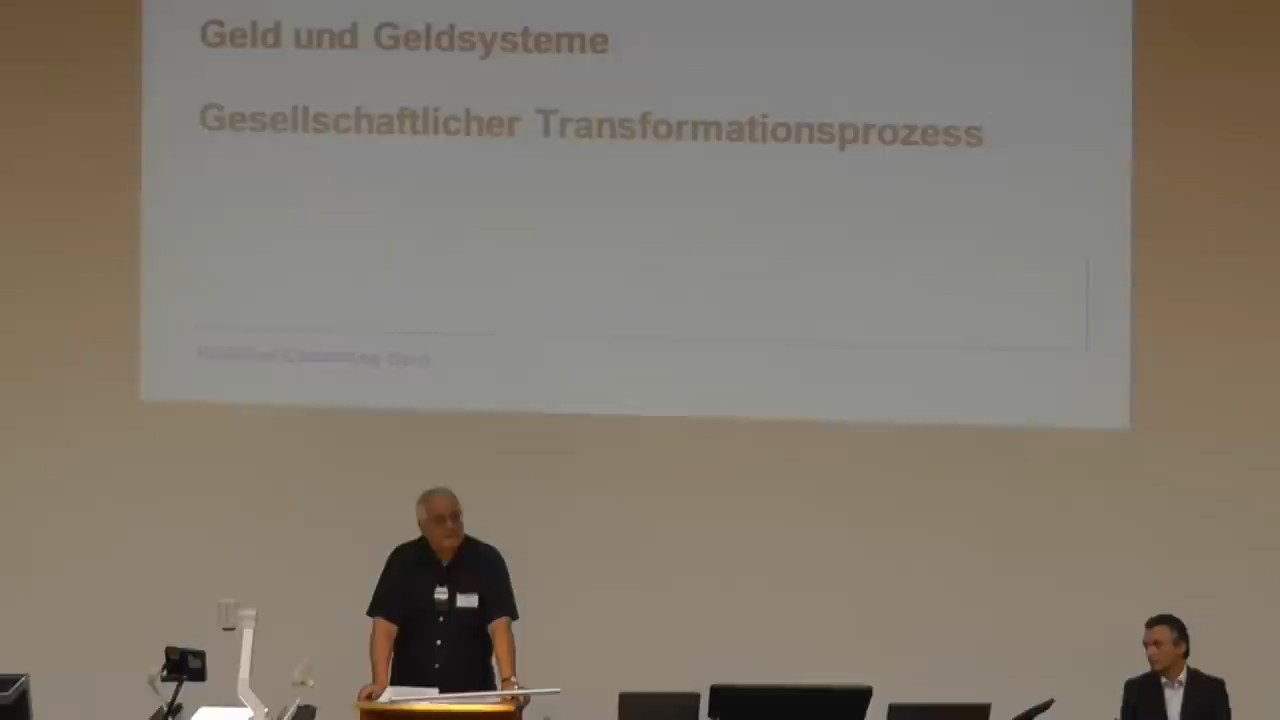 Geld und Geldsysteme
Gesellschaftlicher Transformationsprozess